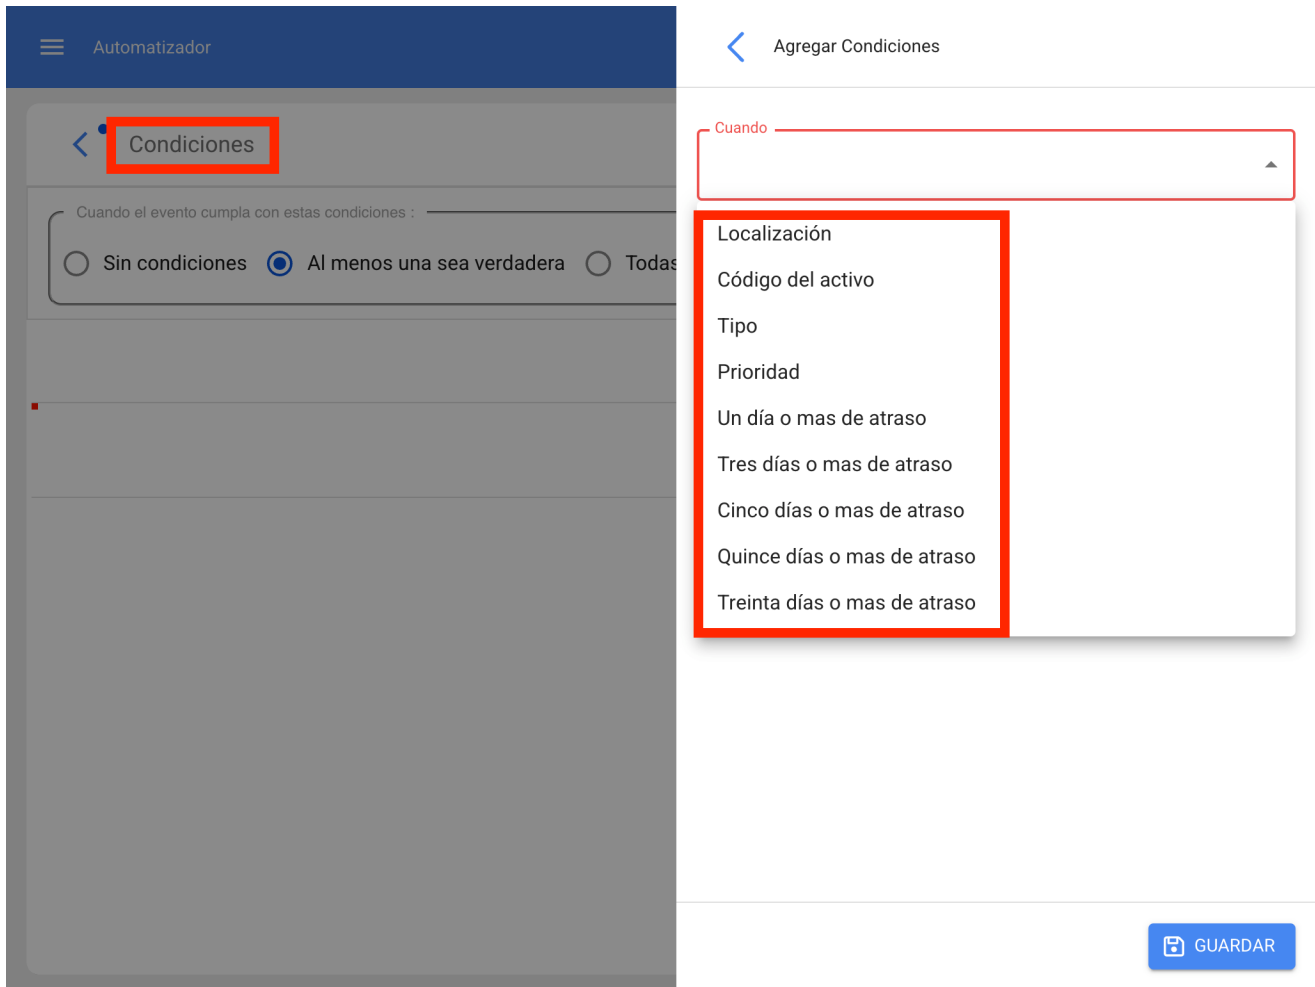 Automatizador
Condiciones
Cuando el evento cumpla con estas condiciones :
Sin condiciones
Al menos una sea verdadera
Todas
Agregar Condiciones
Cuando
Localización
Código del activo
Tipo
Prioridad
Un día o mas de atraso
Tres días o mas de atraso
Cinco días o mas de atraso
Quince días o mas de atraso
Treinta días o mas de atraso
GUARDAR